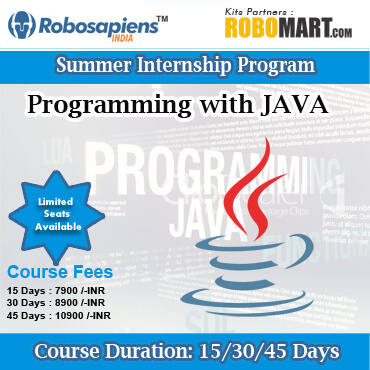 Robosapiens™
INDIA
Kits Partners :
ROBOMART.COM
Summer Internship Program
Programming with JAVA
LUA
PROGRAMMING
JAVA
Limited
Seats
Available
Course Fees
15 Days : 7900 /-INR
30 Days : 8900 /-INR
45 Days : 10900 /-INR
Course Duration: 15/30/45 Days